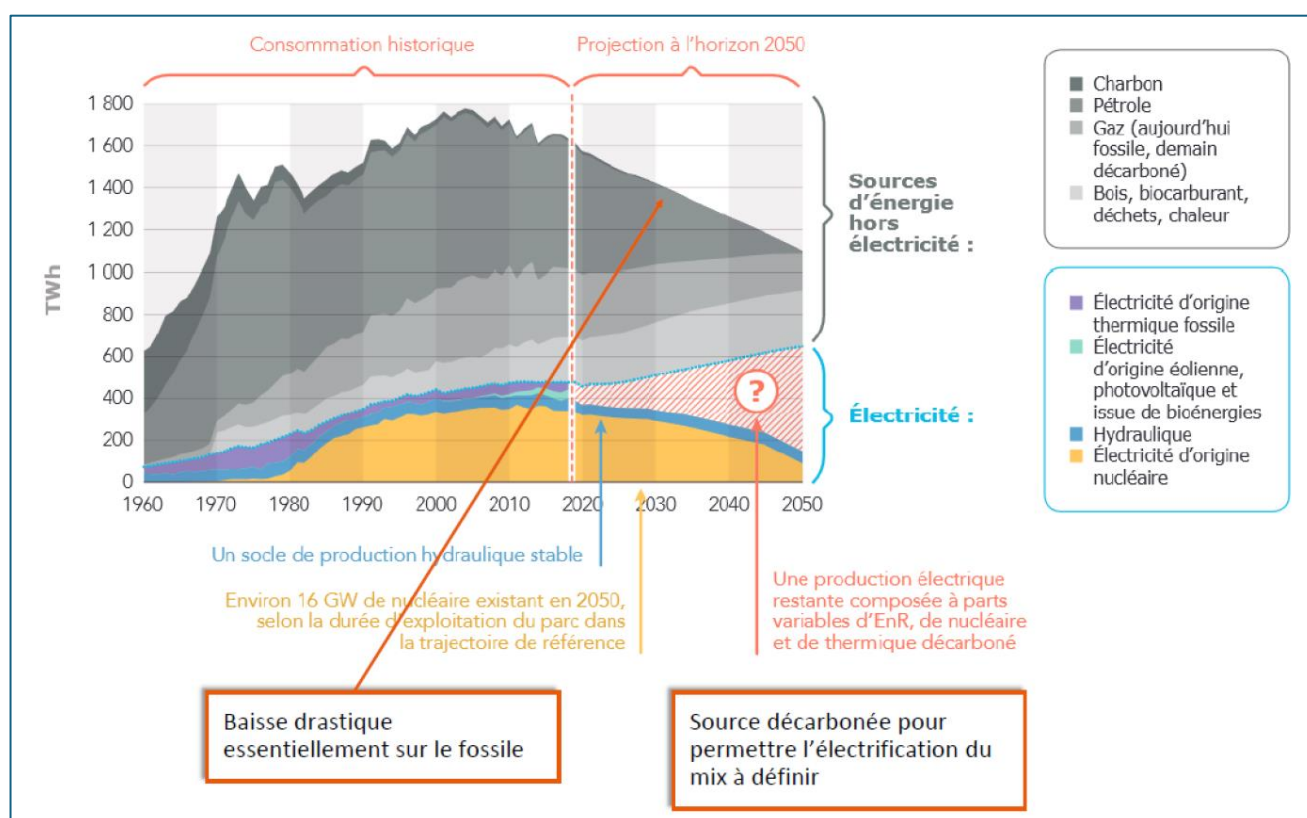 Consommation historique
Projection à l'horizon 2050
1 800
1 600
1 400
1 200
1 000
800
600
400
200
0
TWh
1960
1970
1980
1990
2000
2010
2020
2030
2040
2050
?
Sources
d'énergie
hors
électricité :
Électricité :
Charbon
Pétrole
Gaz (aujourd'hui
fossile, demain
décarboné)
Bois, biocarburant,
déchets, chaleur
Électricité d'origine
thermique fossile
Électricité
d'origine éolienne,
photovoltaïque et
issue de bioénergies
Hydraulique
Électricité d'origine
nucléaire
Un socle de production hydraulique stable
Environ 16 GW de nucléaire existant en 2050,
selon la durée d'exploitation du parc dans
la trajectoire de référence
Une production électrique
restante composée à parts
variables d'EnR, de nucléaire
et de thermique décarboné
Baisse drastique
essentiellement sur le fossile
Source décarbonée pour
permettre l'électrification du
mix à définir